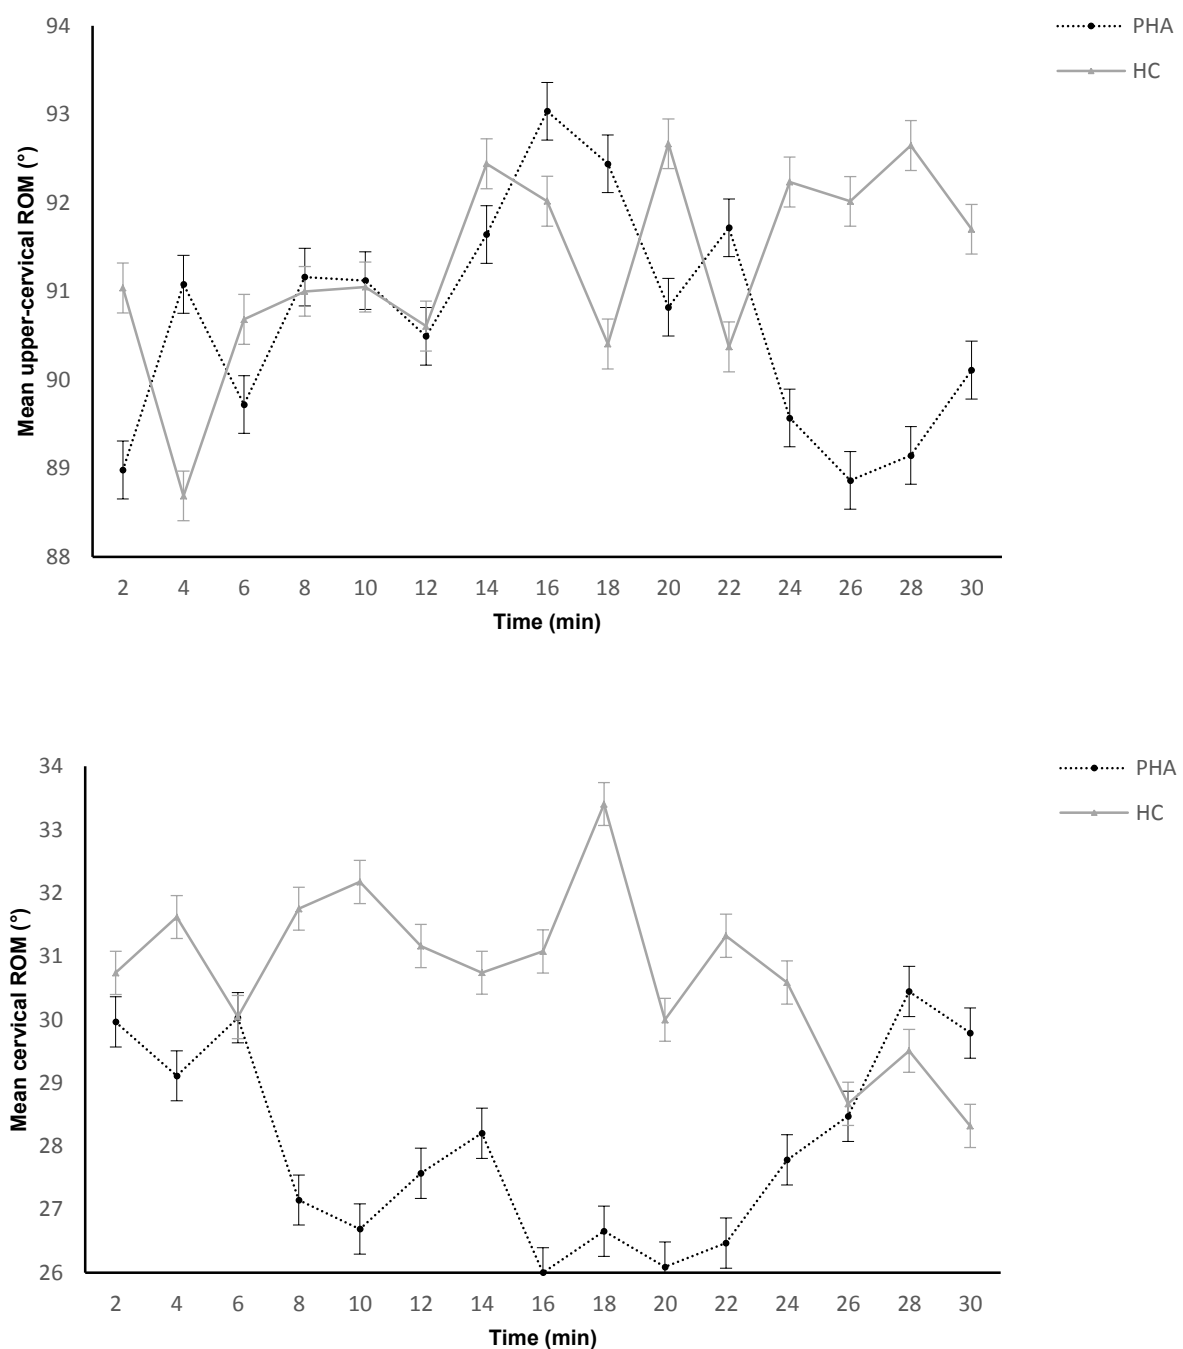 94
93
92
91
90
89
88
Mean upper-cervical ROM (°)
2 4 6 8 10 12 14 16 18 20 22 24 26 28 30
Time (min)
PHA
HC
34
33
32
31
30
29
28
27
26
Mean cervical ROM (°)
2 4 6 8 10 12 14 16 18 20 22 24 26 28 30
Time (min)
PHA
HC